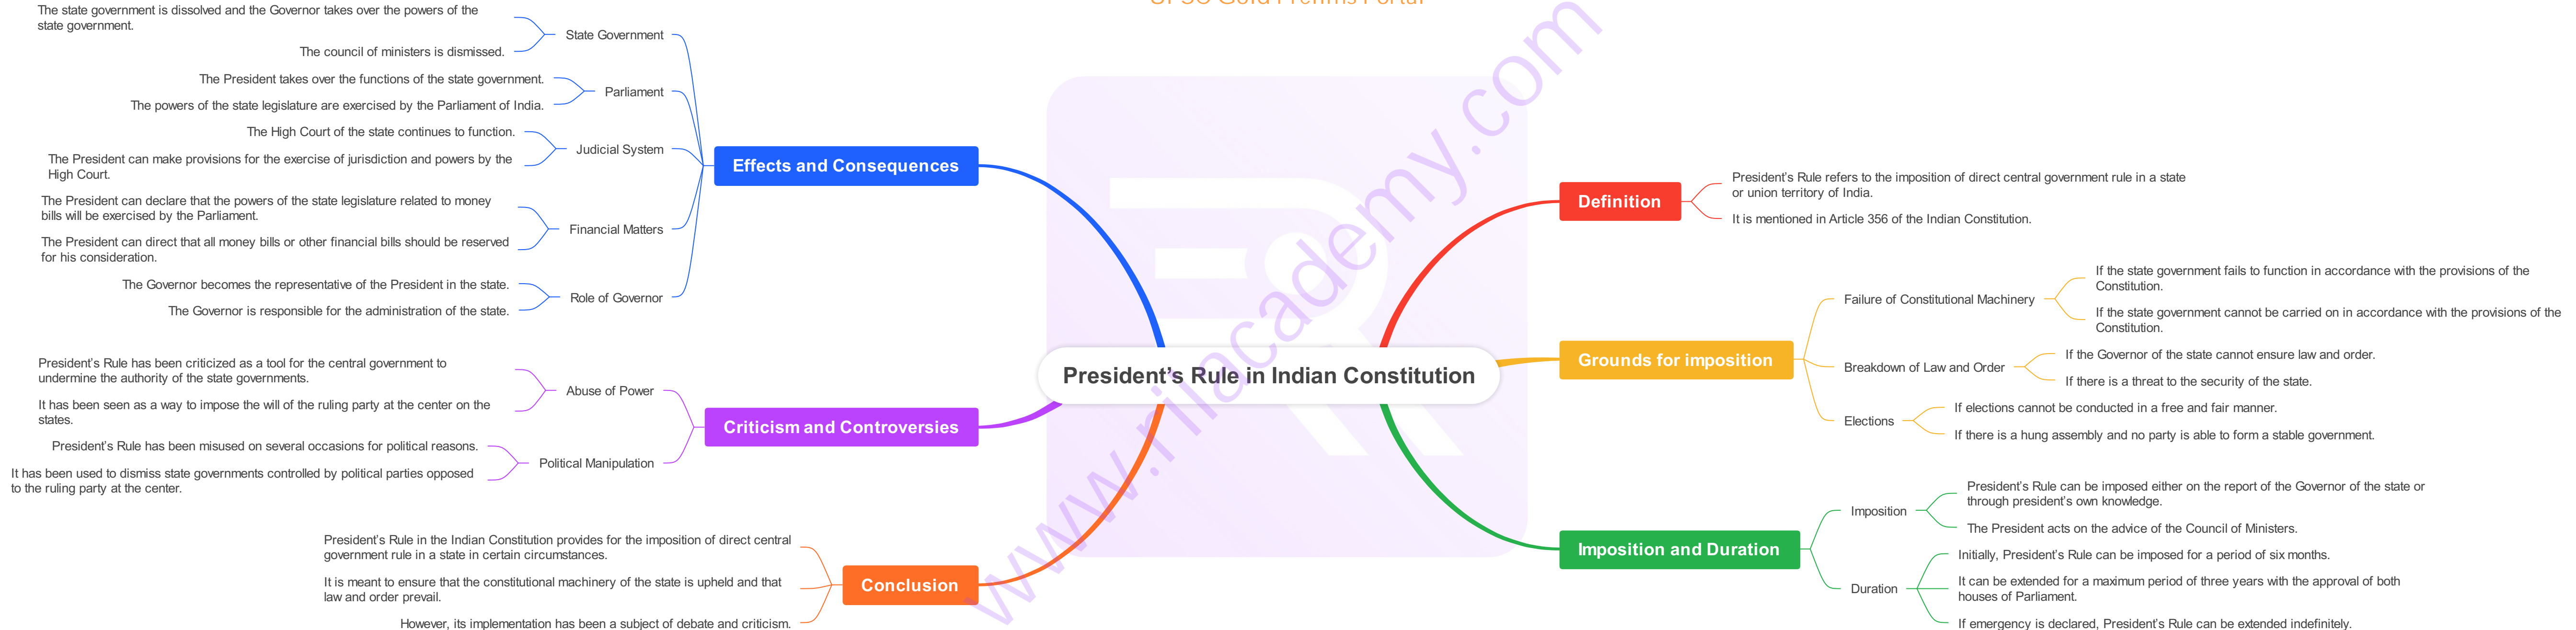 The state government is dissolved and the Governor takes over the powers of the
state government.
The council of ministers is dismissed.
State Government
The President takes over the functions of the state government.
The powers of the state legislature are exercised by the Parliament of India.
Parliament
The High Court of the state continues to function.
The President can make provisions for the exercise of jurisdiction and powers by the
High Court.
Judicial System
The President can declare that the powers of the state legislature related to money
bills will be exercised by the Parliament.
The President can direct that all money bills or other financial bills should be reserved
for his consideration.
Financial Matters
The Governor becomes the representative of the President in the state.
The Governor is responsible for the administration of the state.
Role of Governor
Effects and Consequences
President’s Rule has been criticized as a tool for the central government to
undermine the authority of the state governments.
It has been seen as a way to impose the will of the ruling party at the center on the
states.
Abuse of Power
President’s Rule has been misused on several occasions for political reasons.
It has been used to dismiss state governments controlled by political parties opposed
to the ruling party at the center.
Political Manipulation
Criticism and Controversies
President’s Rule in the Indian Constitution provides for the imposition of direct central
government rule in a state in certain circumstances.
It is meant to ensure that the constitutional machinery of the state is upheld and that
law and order prevail.
However, its implementation has been a subject of debate and criticism.
Conclusion
President’s Rule in Indian Constitution
Definition
President’s Rule refers to the imposition of direct central government rule in a state
or union territory of India.
It is mentioned in Article 356 of the Indian Constitution.
Grounds for imposition
Failure of Constitutional Machinery
If the state government fails to function in accordance with the provisions of the
Constitution.
If the state government cannot be carried on in accordance with the provisions of the
Constitution.
Breakdown of Law and Order
If the Governor of the state cannot ensure law and order.
If there is a threat to the security of the state.
Elections
If elections cannot be conducted in a free and fair manner.
If there is a hung assembly and no party is able to form a stable government.
Imposition and Duration
Imposition
President’s Rule can be imposed either on the report of the Governor of the state or
through president’s own knowledge.
The President acts on the advice of the Council of Ministers.
Duration
Initially, President’s Rule can be imposed for a period of six months.
It can be extended for a maximum period of three years with the approval of both
houses of Parliament.
If emergency is declared, President’s Rule can be extended indefinitely.